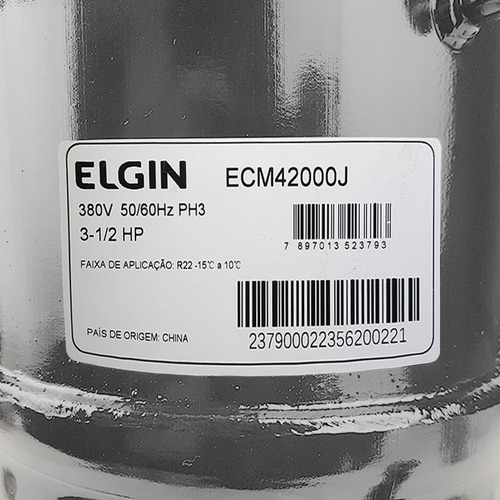 ELGIN ECM42000J
380V 50/60Hz PH3
3-1/2 HP
7 897013 523793
FAIXA DE APLICAÇÃO: R22 -15°C a 10°C
PAÍS DE ORIGEM: CHINA
237900022356200221